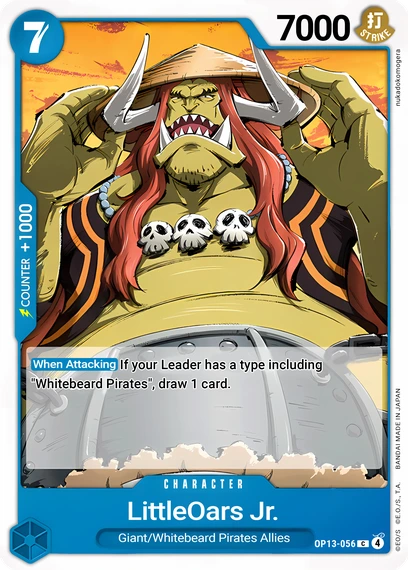 7
7000
打
STRIKE
nukadokomogera
COUNTER +1000
When Attacking If your Leader has a type including
"Whitebeard Pirates", draw 1 card.
CHARACTER
LittleOars Jr.
Giant/Whitebeard Pirates Allies
OP13-056 C 4
©E.O/S ©E.O./S., T.A. BANDAI MADE IN JAPAN